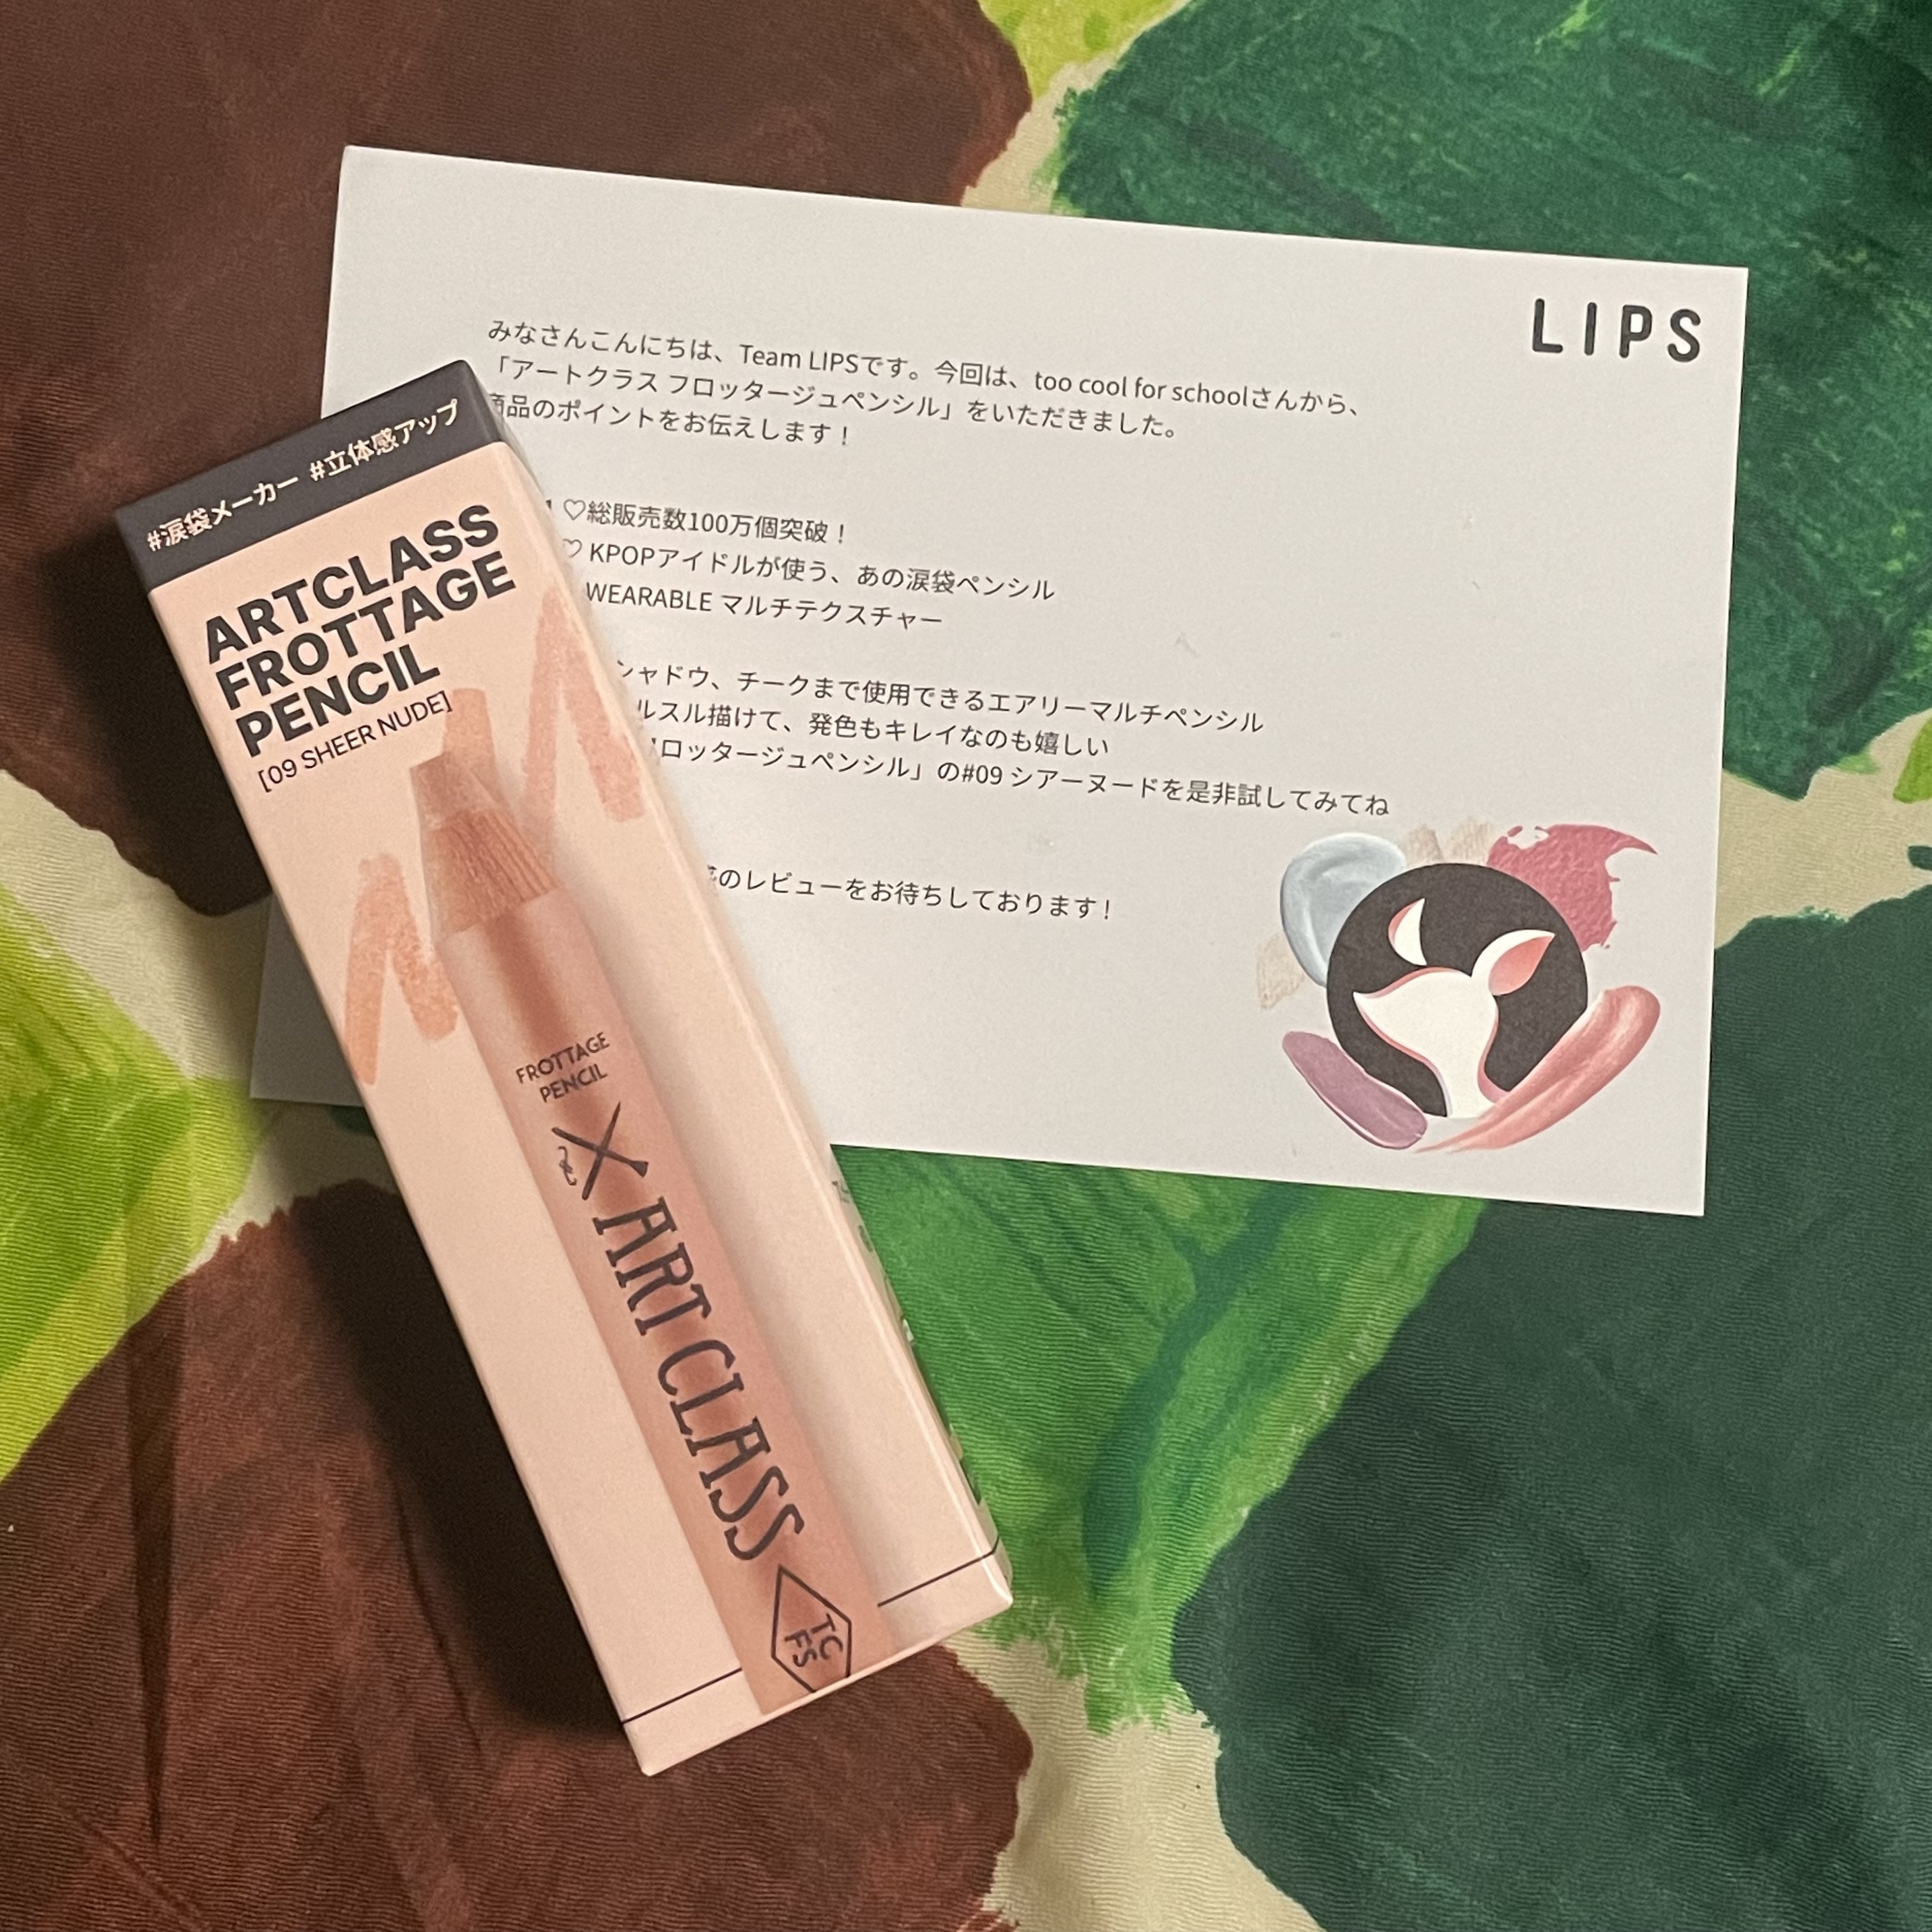 LIPS
みなさんこんにちは、Team LIPSです。今回は、too cool for schoolさんから、
「アートクラス フロッタージュペンシル」をいただきました。
商品のポイントをお伝えします！
♡総販売数100万個突破！
♡ KPOPアイドルが使う、あの涙袋ペンシル
WEARABLE マルチテクスチャー
シャドウ、チークまで使用できるエアリーマルチペンシル
ルスル描けて、発色もキレイなのも嬉しい
ロッタージュペンシル」の#09 シアーヌードを是非試してみてね
のレビューをお待ちしております！
#涙袋メーカー #立体感アップ
ARTCLASS
FROTTAGE
PENCIL
[09 SHEER NUDE]
FROTTAGE
PENCIL
ART CLASS
TC
FS